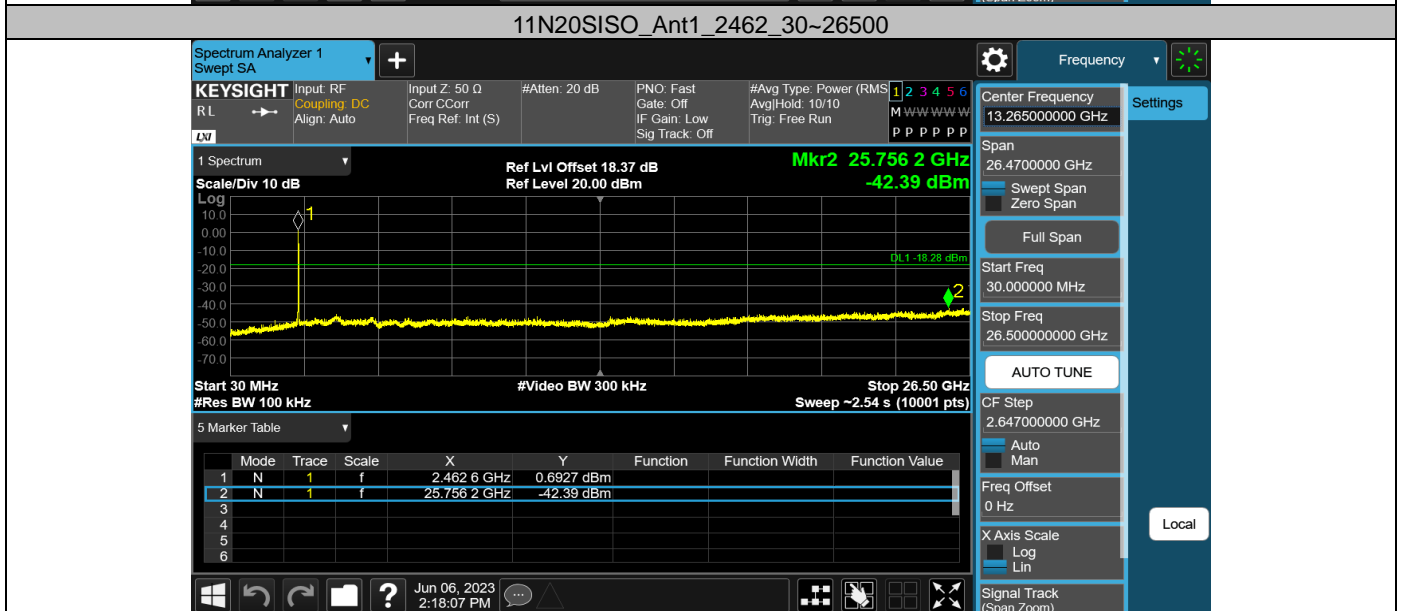 (Span Zoom)
11N20SISO_Ant1_2462_30~26500
Spectrum Analyzer 1
Swept SA
+
Frequency
KEYSIGHT
RL
LXI
Input: RF
Coupling: DC
Align: Auto
Input Z: 50 Ω
Corr CCorr
Freq Ref: Int (S)
#Atten: 20 dB
PNO: Fast
Gate: Off
IF Gain: Low
Sig Track: Off
#Avg Type: Power (RMS
Avg|Hold: 10/10
Trig: Free Run
1 2 3 4 5 6
M W W W W W
P P P P P P
Center Frequency
13.265000000 GHz
Settings
Span
26.4700000 GHz
Swept Span
Zero Span
Full Span
Start Freq
30.000000 MHz
Stop Freq
26.500000000 GHz
AUTO TUNE
CF Step
2.647000000 GHz
Auto
Man
Freq Offset
0 Hz
X Axis Scale
Log
Lin
Signal Track
(Span Zoom)
Local
1 Spectrum
Scale/Div 10 dB
Ref Lvl Offset 18.37 dB
Ref Level 20.00 dBm
Mkr2 25.756 2 GHz
-42.39 dBm
Log
10.0
0.00
-10.0
-20.0
-30.0
-40.0
-50.0
-60.0
-70.0
1
DL1 -18.28 dBm
2
Start 30 MHz
#Video BW 300 kHz
Stop 26.50 GHz
#Res BW 100 kHz
Sweep ~2.54 s (10001 pts)
5 Marker Table
Mode Trace Scale X Y Function Function Width Function Value
1 N 1 f 2.462 6 GHz 0.6927 dBm
2 N 1 f 25.756 2 GHz -42.39 dBm
3
4
5
6
?
Jun 06, 2023
2:18:07 PM